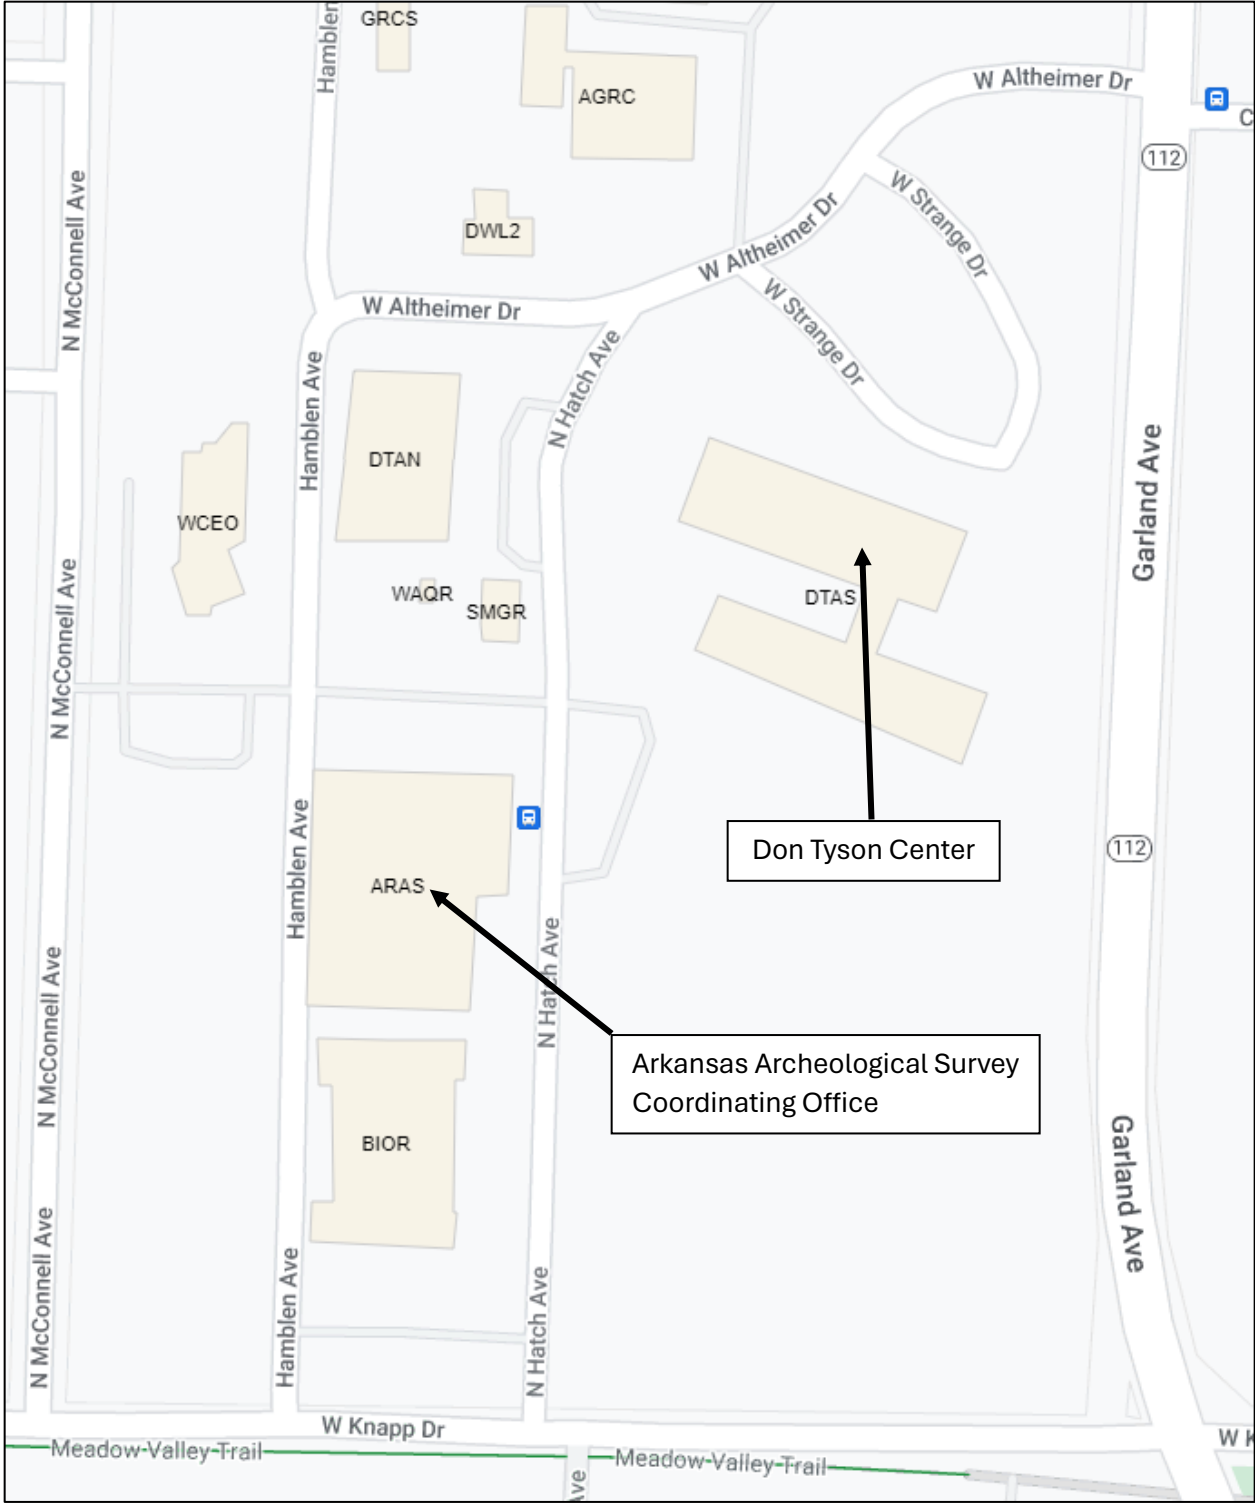 GRCS
Hamblen
AGRC
W Altheimer Dr
C
112
W Strange Dr
N McConnell Ave
DWL2
W Altheimer Dr
W Altheimer Dr
W Strange Dr
N Hatch Ave
Hamblen Ave
DTAN
WCEO
Garland Ave
WAQR
SMGR
DTAS
N McConnell Ave
Hamblen Ave
Don Tyson Center
112
ARAS
N Hatch Ave
N McConnell Ave
Arkansas Archeological Survey
Coordinating Office
BIOR
Garland Ave
N McConnell Ave
Hamblen Ave
N Hatch Ave
W Knapp Dr
W K
Meadow Valley Trail
Meadow Valley Trail
Ave